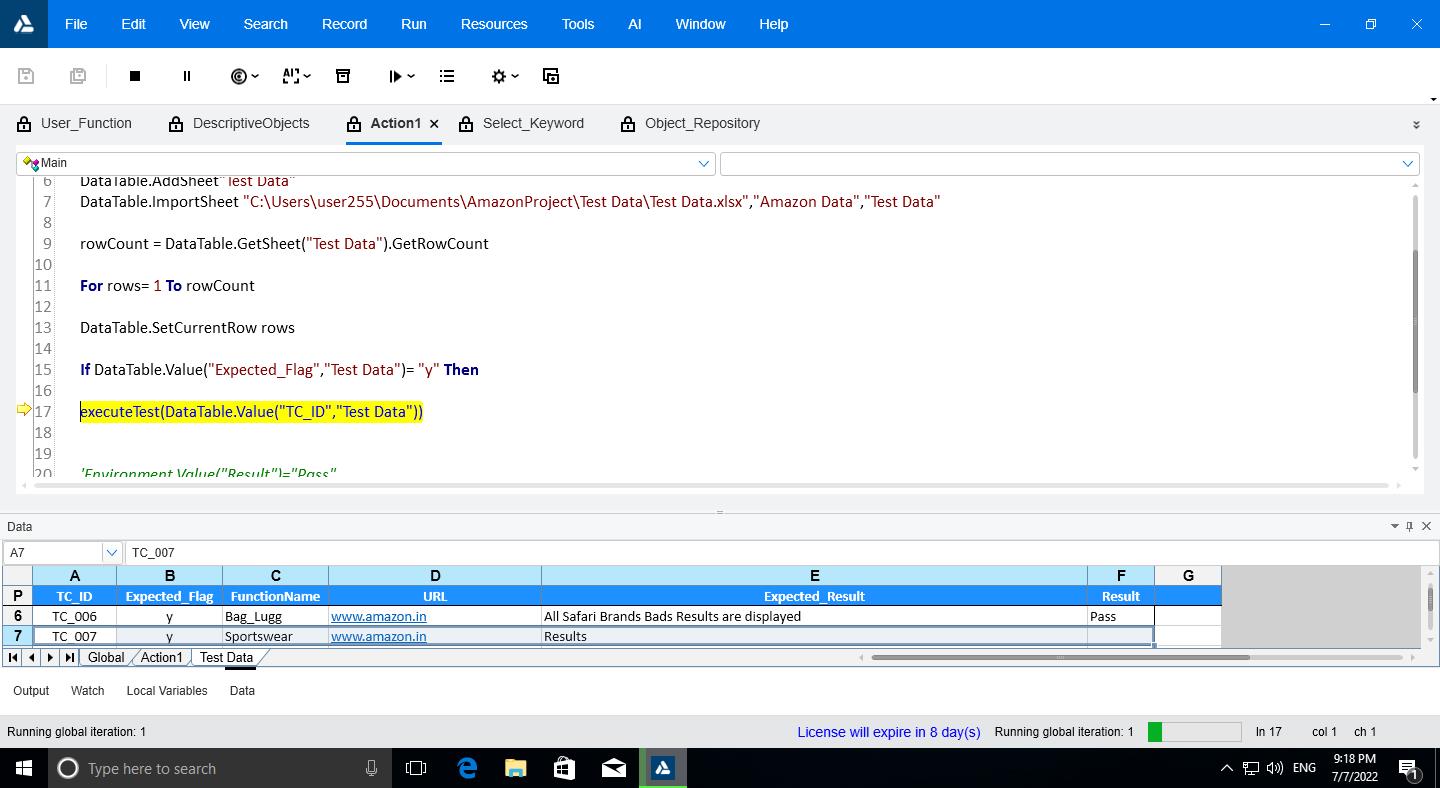 File Edit View Search Record Run Resources Tools AI Window Help
User_Function DescriptiveObjects Action1 Select_Keyword Object_Repository
Main
6 DataTable.AddSheet"Test Data"
7 DataTable.ImportSheet "C:\Users\user255\Documents\AmazonProject\Test Data\Test Data.xlsx","Amazon Data","Test Data"
8
9 rowCount = DataTable.GetSheet("Test Data").GetRowCount
10
11 For rows= 1 To rowCount
12
13 DataTable.SetCurrentRow rows
14
15 If DataTable.Value("Expected_Flag","Test Data")= "y" Then
16
17 executeTest(DataTable.Value("TC_ID","Test Data"))
18
19
20 'Environment.Value("Result")="Pass"
Data
A7 TC_007
A B C D E F G
P TC_ID Expected_Flag FunctionName URL Expected_Result Result
6 TC_006 y Bag_Lugg www.amazon.in All Safari Brands Bads Results are displayed Pass
7 TC_007 y Sportswear www.amazon.in Results
Global Action1 Test Data
Output Watch Local Variables Data
Running global iteration: 1 License will expire in 8 day(s) Running global iteration: 1 ln 17 col 1 ch 1
Type here to search ENG 9:18 PM
7/7/2022 1